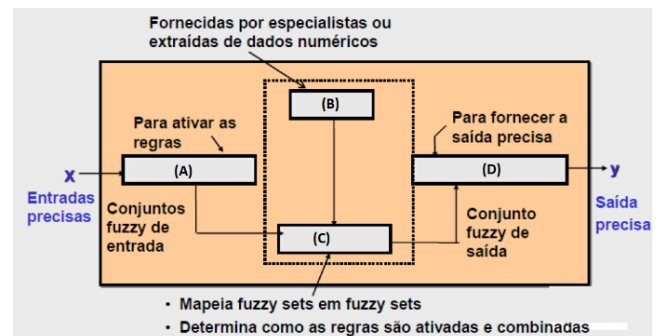 Fornecidas por especialistas ou
extraídas de dados numéricos
(B)
Para ativar as
regras
Para fornecer a
saída precisa
x
(A)
(D)
y
Entradas
precisas
Saída
precisa
Conjuntos
fuzzy de
entrada
(C)
Conjunto
fuzzy de
saída
• Mapeia fuzzy sets em fuzzy sets
• Determina como as regras são ativadas e combinadas